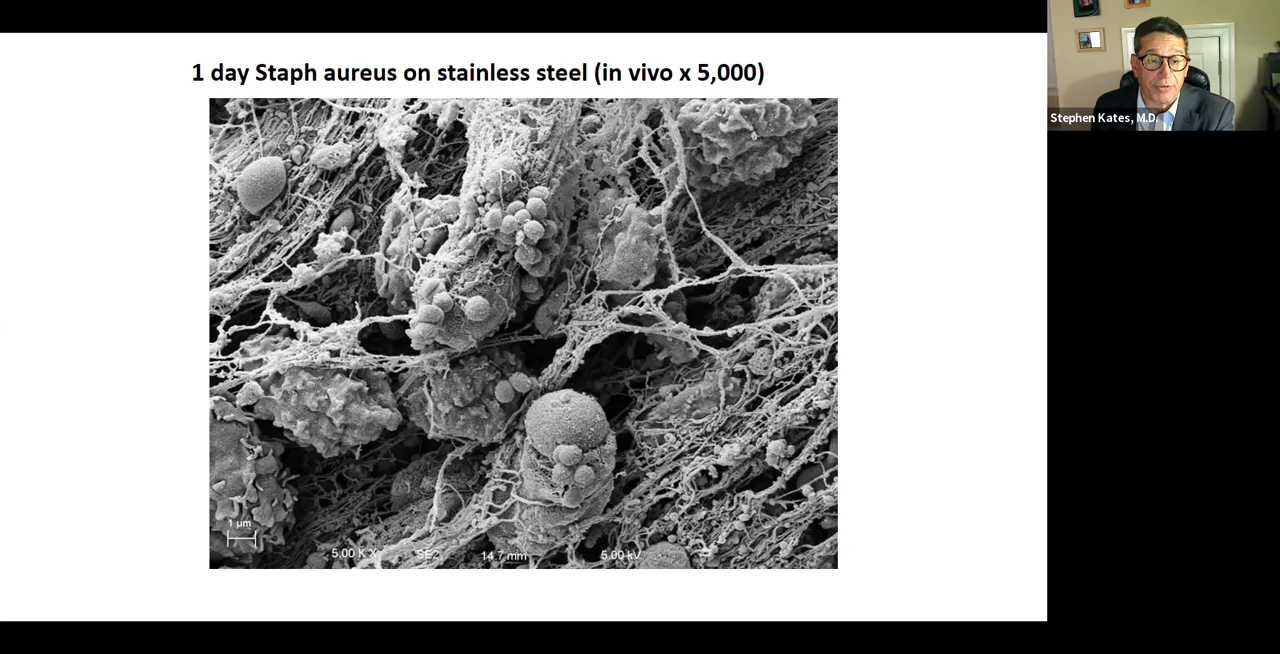 1 day Staph aureus on stainless steel (in vivo x 5,000)
Stephen Kates, M.D.
1 µm
5.00 K X SE2 14.7 mm 5.00 kV